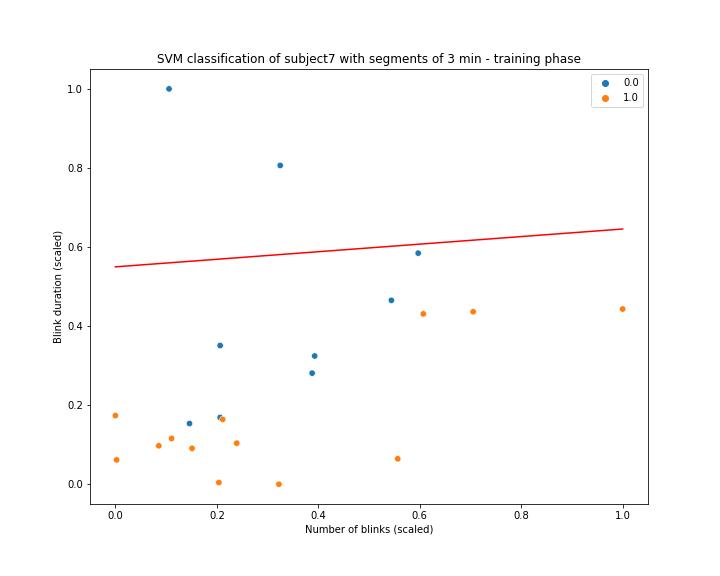 SVM classification of subject7 with segments of 3 min - training phase
0.0
1.0
1.0
0.8
0.6
0.4
0.2
0.0
Blink duration (scaled)
0.0 0.2 0.4 0.6 0.8 1.0
Number of blinks (scaled)